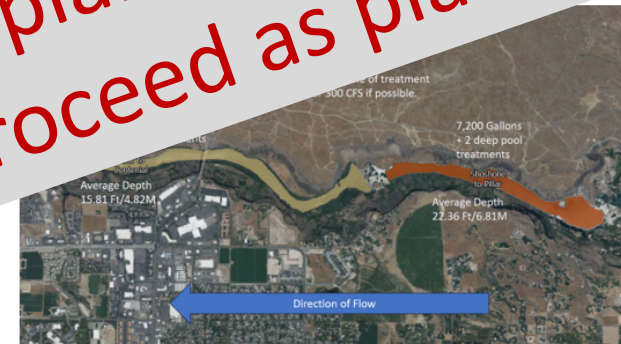 roceed as pla
of treatment
300 CFS if possible.
7,200 Gallons
+ 2 deep pool
treatments
Shoshone
to Pillar
Average Depth
15.81 Ft/4.82M
Average Depth
22.36 Ft/6.81M
Direction of Flow